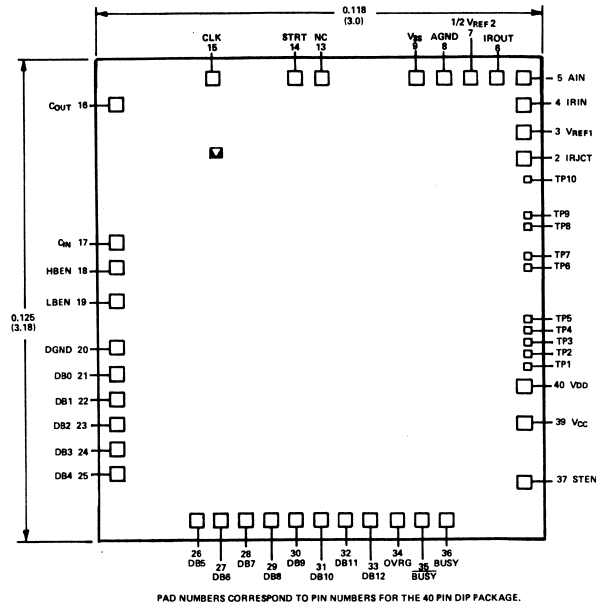 0.118
(3.0)
1/2 VREF 2
CLK STRT NC VSS AGND 7 IROUT
15 14 13 9 8 6
5 AIN
COUT 16
4 IRIN
3 VREF1
2 IRJCT
TP10
TP9
TP8
CIN 17
TP7
HBEN 18
TP6
LBEN 19
0.125
(3.18)
TP5
TP4
DGND 20
TP3
TP2
TP1
DB0 21
40 VDD
DB1 22
DB2 23
39 VCC
DB3 24
DB4 25
37 STEN
26 28 30 32 34 36
DB5 DB7 DB9 DB11 OVRG BUSY
27 29 31 33 35
DB6 DB8 DB10 DB12 BUSY
PAD NUMBERS CORRESPOND TO PIN NUMBERS FOR THE 40 PIN DIP PACKAGE.